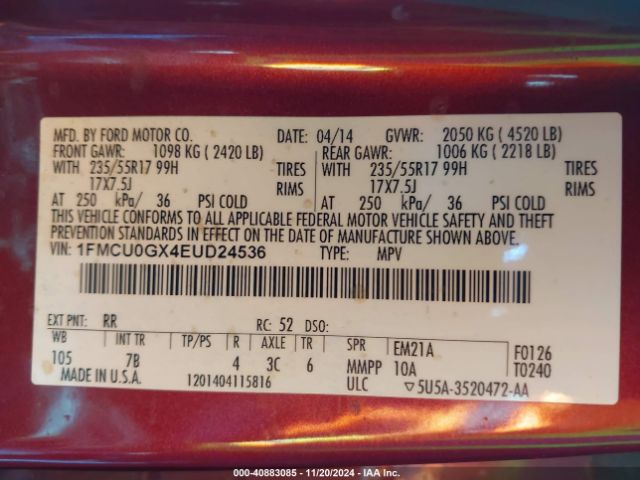 MFD. BY FORD MOTOR CO. DATE: 04/14 GVWR: 2050 KG ( 4520 LB)
FRONT GAWR: 1098 KG ( 2420 LB) REAR GAWR: 1006 KG ( 2218 LB)
WITH 235/55R17 99H TIRES WITH 235/55R17 99H TIRES
17X7.5J RIMS 17X7.5J RIMS
AT 250 kPa/ 36 PSI COLD AT 250 kPa/ 36 PSI COLD
THIS VEHICLE CONFORMS TO ALL APPLICABLE FEDERAL MOTOR VEHICLE SAFETY AND THEFT
PREVENTION STANDARDS IN EFFECT ON THE DATE OF MANUFACTURE SHOWN ABOVE.
VIN: 1FMCU0GX4EUD24536 TYPE: MPV
EXT PNT: RR RC: 52 DSO:
WB INT TR TP/PS R AXLE TR SPR EM21A F0126
105 7B 4 3C 6 MMPP 10A T0240
MADE IN U.S.A. 1201404115816 ULC ▽5U5A-3520472-AA
000-40883085 - 11/20/2024 - IAA Inc.